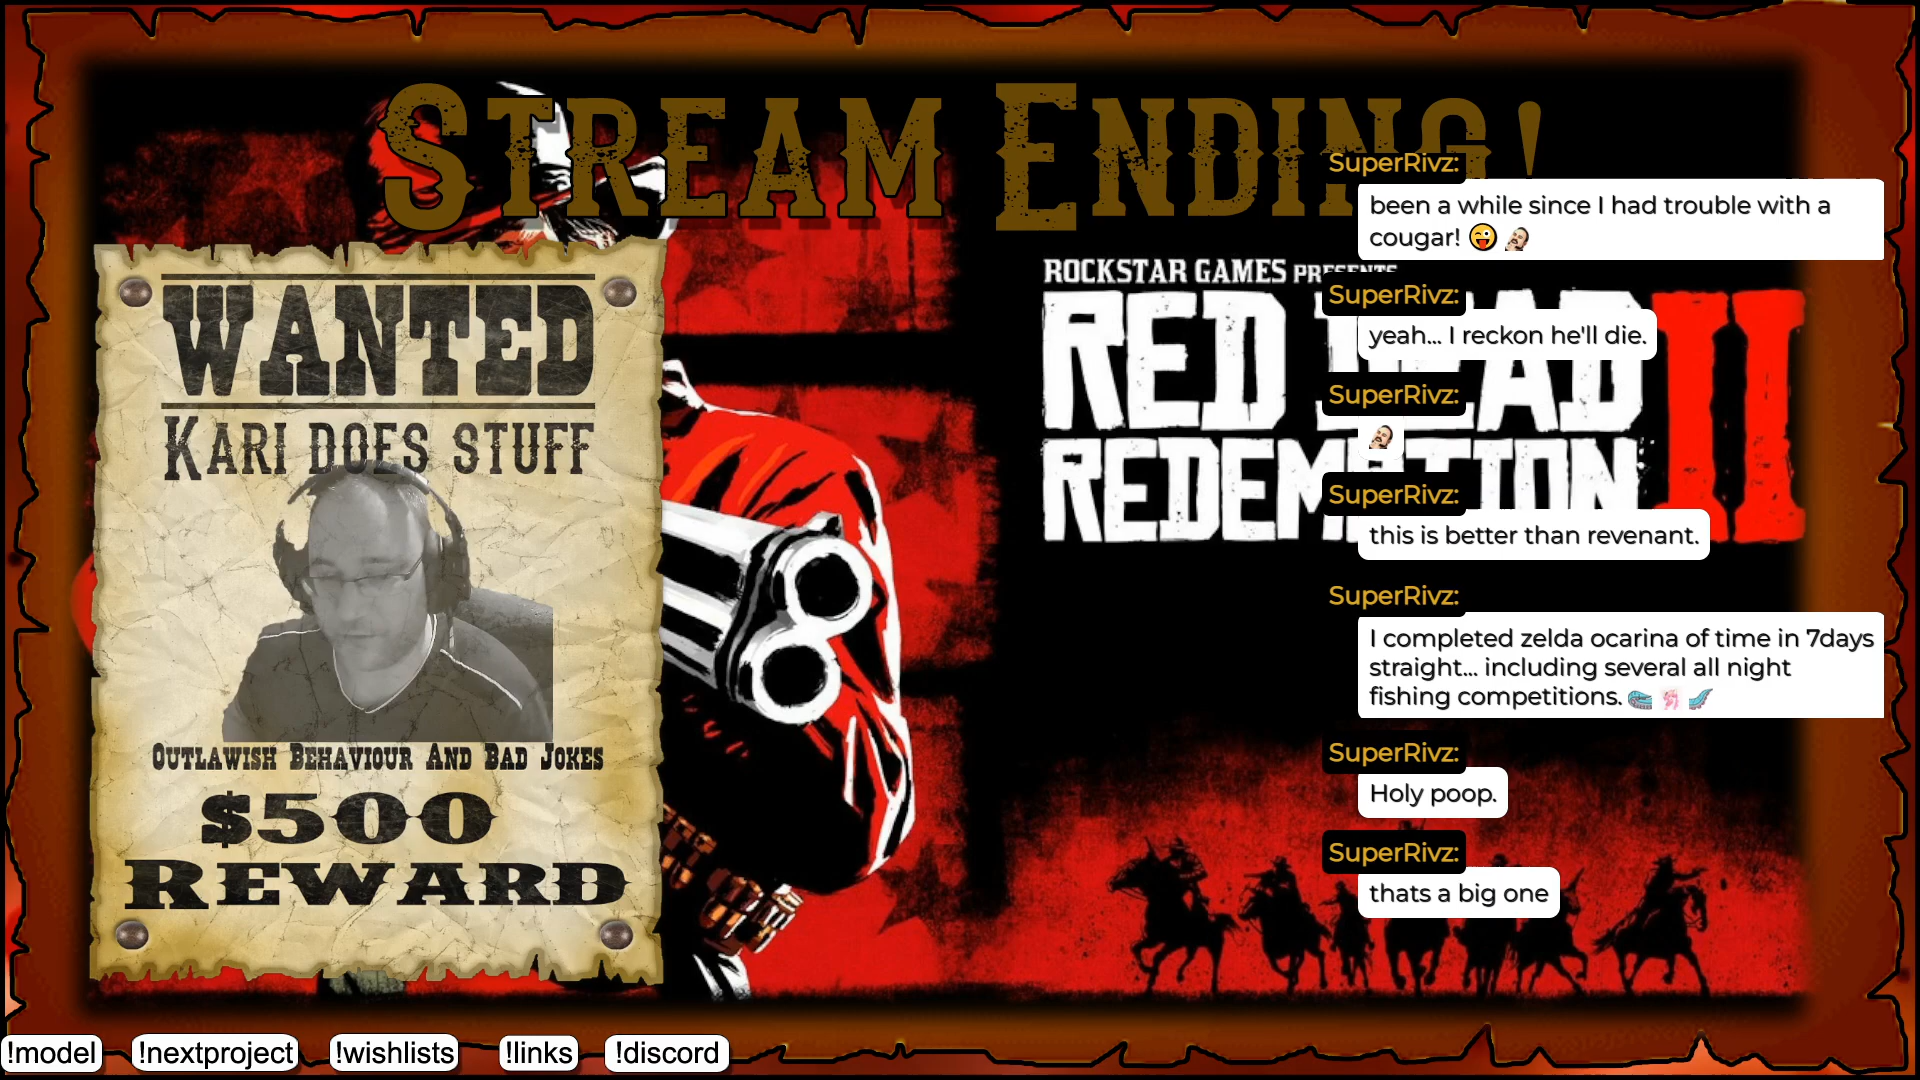 Stream Ending!
WANTED
Kari does stuff
Outlawish Behaviour And Bad Jokes
$500
Reward
ROCKSTAR GAMES PRESENTS
RED DEAD
REDEMPTION II
SuperRivz:
been a while since I had trouble with a
cougar!
SuperRivz:
yeah... I reckon he'll die.
SuperRivz:
SuperRivz:
this is better than revenant.
SuperRivz:
I completed zelda ocarina of time in 7days
straight... including several all night
fishing competitions.
SuperRivz:
Holy poop.
SuperRivz:
thats a big one
!model
!nextproject
!wishlists
!links
!discord